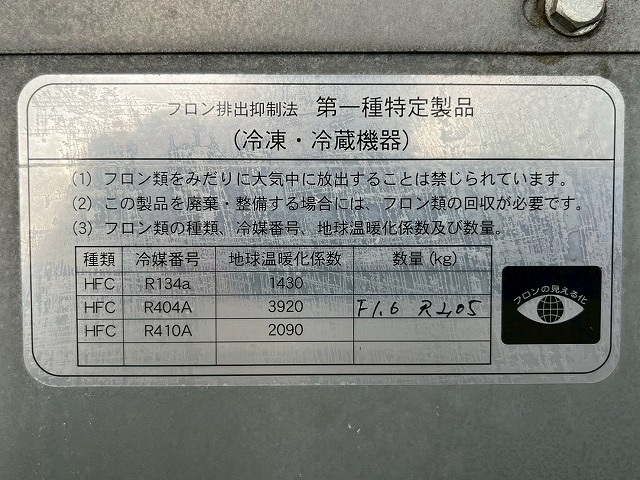 フロン排出抑制法 第一種特定製品
(冷凍・冷蔵機器)
(1) フロン類をみだりに大気中に放出することは禁じられています。
(2) この製品を廃棄・整備する場合には、フロン類の回収が必要です。
(3) フロン類の種類、冷媒番号、地球温暖化係数及び数量。
種類 冷媒番号 地球温暖化係数 数量(kg)
HFC R134a 1430
HFC R404A 3920 F1.6 R2.05
HFC R410A 2090
フロンの見える化